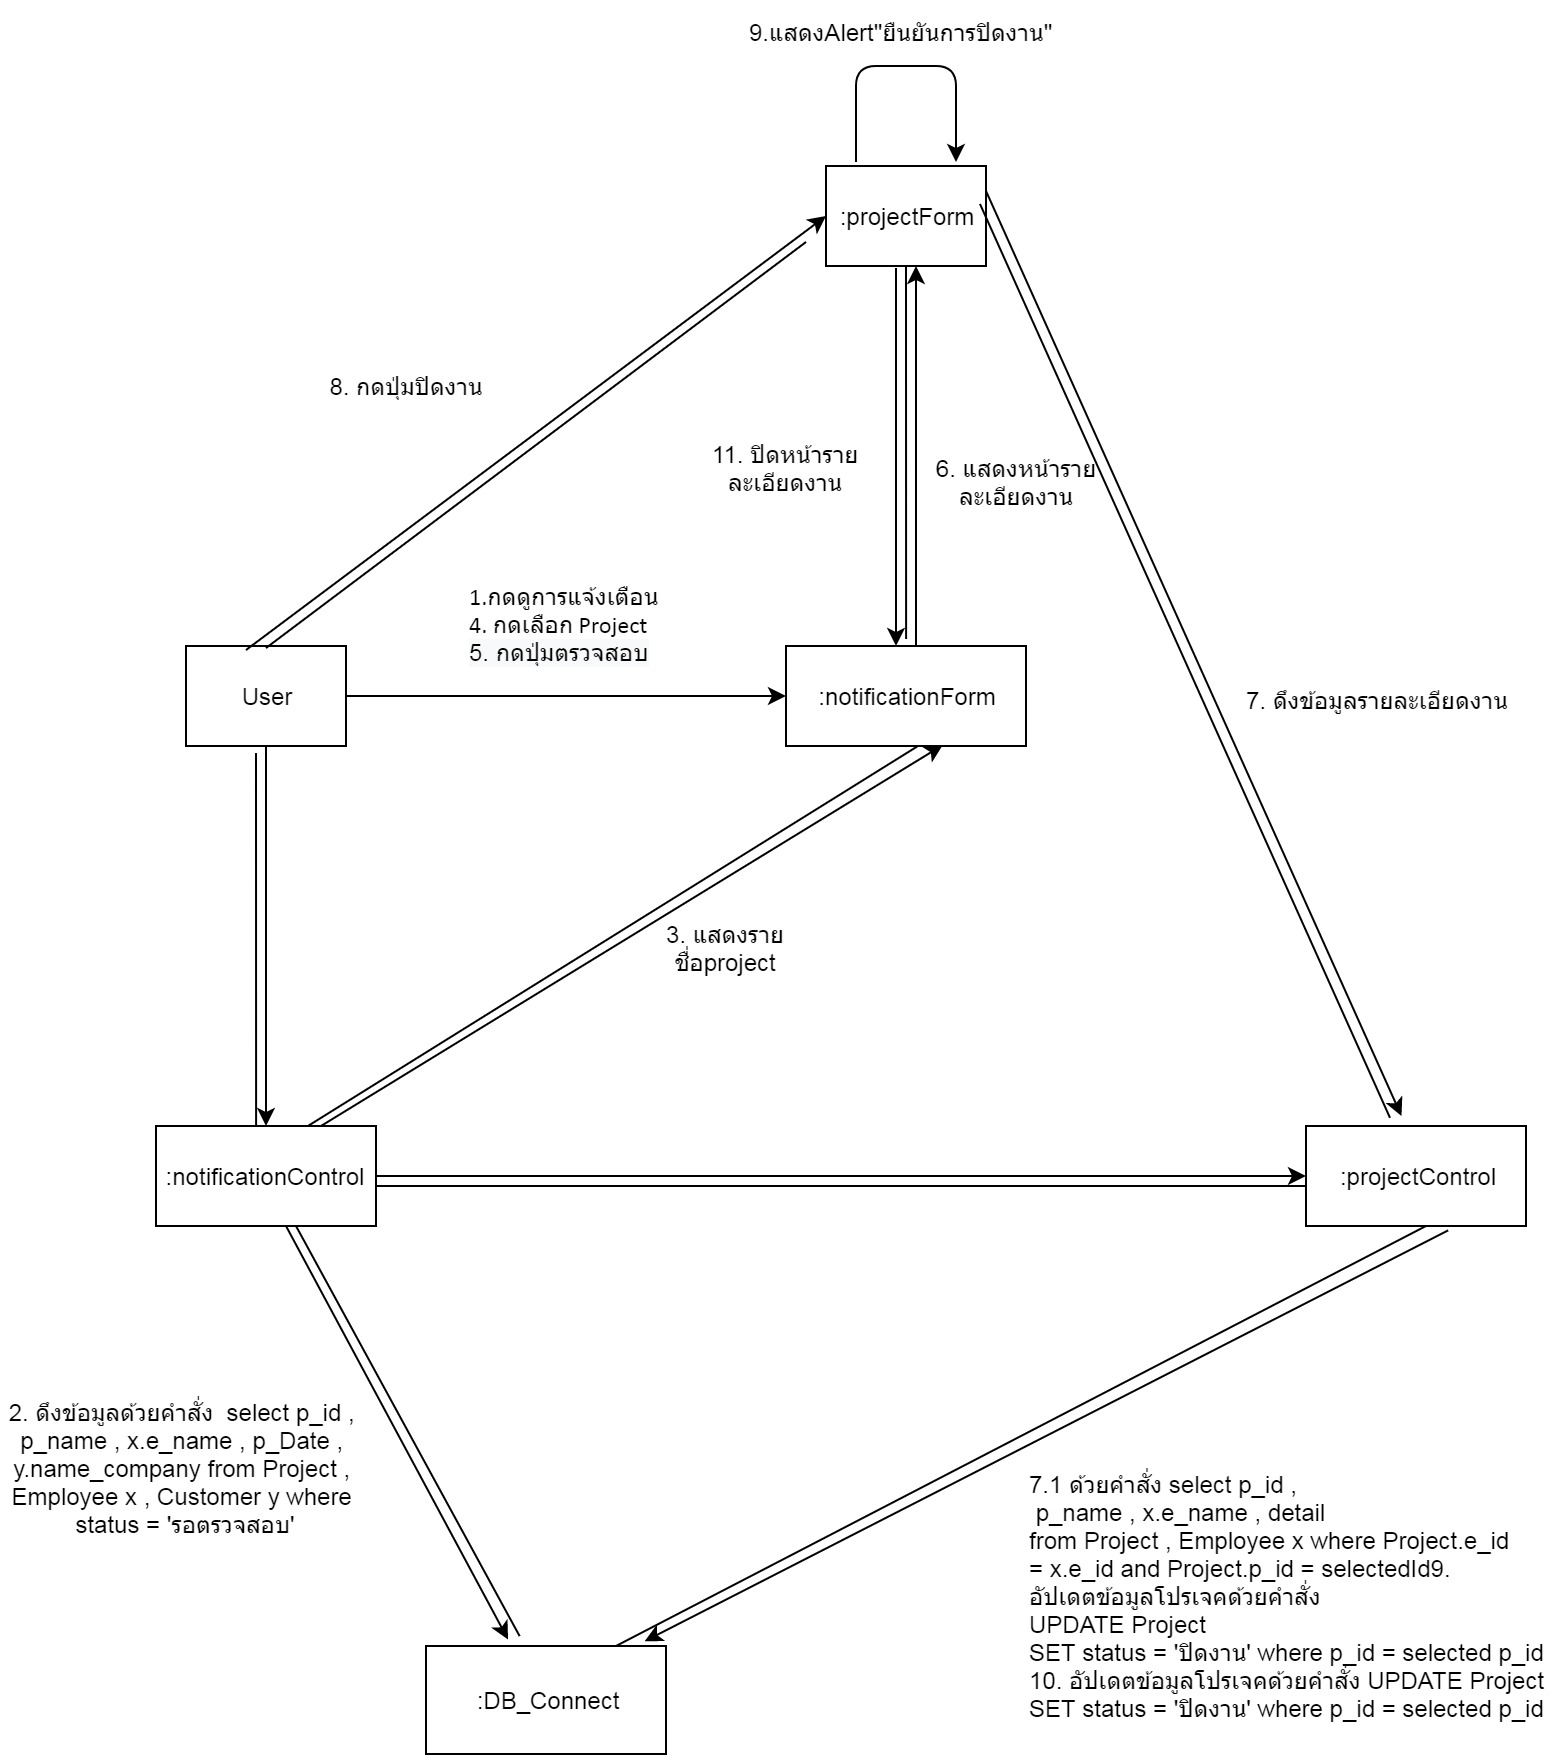 9.แสดงAlert"ยืนยันการปิดงาน"
:projectForm
8. กดปุ่มปิดงาน
11. ปิดหน้าราย
ละเอียดงาน
6. แสดงหน้าราย
ละเอียดงาน
1.กดดูการแจ้งเตือน
4. กดเลือก Project
5. กดปุ่มตรวจสอบ
User
:notificationForm
7. ดึงข้อมูลรายละเอียดงาน
3. แสดงราย
ชื่อproject
:notificationControl
:projectControl
2. ดึงข้อมูลด้วยคำสั่ง  select p_id ,
p_name , x.e_name , p_Date ,
y.name_company from Project ,
Employee x , Customer y where
status = 'รอตรวจสอบ'
7.1 ด้วยคำสั่ง select p_id ,
p_name , x.e_name , detail
from Project , Employee x where Project.e_id
= x.e_id and Project.p_id = selectedId9.
อัปเดตข้อมูลโปรเจคด้วยคำสั่ง
UPDATE Project
SET status = 'ปิดงาน' where p_id = selected p_id
10. อัปเดตข้อมูลโปรเจคด้วยคำสั่ง UPDATE Project
SET status = 'ปิดงาน' where p_id = selected p_id
:DB_Connect